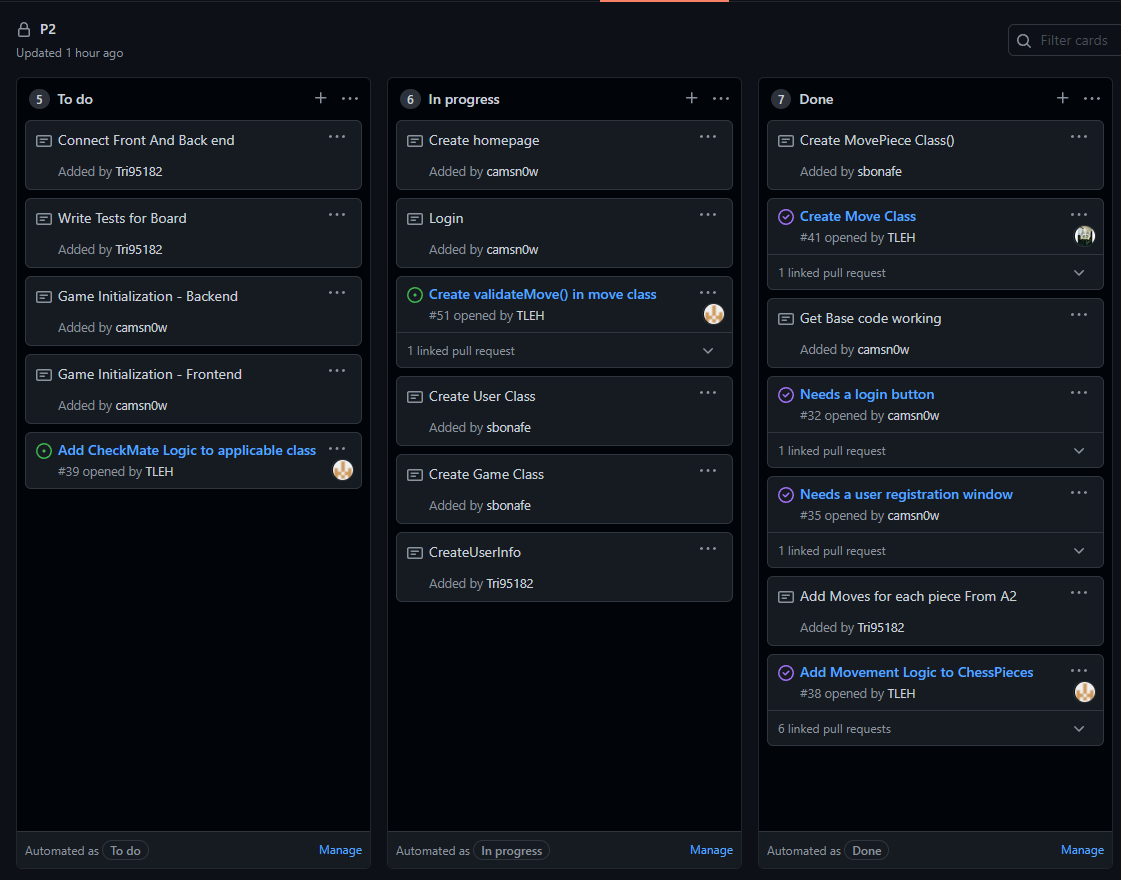 P2
Updated 1 hour ago
Filter cards
5 To do
Connect Front And Back end
Added by Tri95182
Write Tests for Board
Added by Tri95182
Game Initialization - Backend
Added by camsn0w
Game Initialization - Frontend
Added by camsn0w
Add CheckMate Logic to applicable class
#39 opened by TLEH
Automated as To do
Manage
6 In progress
Create homepage
Added by camsn0w
Login
Added by camsn0w
Create validateMove() in move class
#51 opened by TLEH
1 linked pull request
Create User Class
Added by sbonafe
Create Game Class
Added by sbonafe
CreateUserInfo
Added by Tri95182
Automated as In progress
Manage
7 Done
Create MovePiece Class()
Added by sbonafe
Create Move Class
#41 opened by TLEH
1 linked pull request
Get Base code working
Added by camsn0w
Needs a login button
#32 opened by camsn0w
1 linked pull request
Needs a user registration window
#35 opened by camsn0w
1 linked pull request
Add Moves for each piece From A2
Added by Tri95182
Add Movement Logic to ChessPieces
#38 opened by TLEH
6 linked pull requests
Automated as Done
Manage